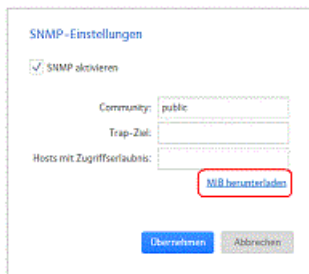 SNMP-Einstellungen
SNMP aktivieren
Community: public
Trap-Ziel:
Hosts mit Zugriffserlaubnis:
MIB herunterladen
Übernehmen Abbrechen